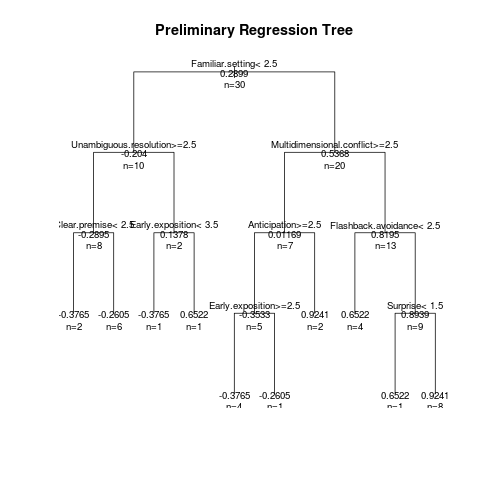 Preliminary Regression Tree
Familiar.setting< 2.5
0.2899
n=30
Unambiguous.resolution>=2.5
-0.204
n=10
Multidimensional.conflict>=2.5
0.5368
n=20
Clear.premise< 2.5
-0.2895
n=8
Early.exposition< 3.5
0.1378
n=2
Anticipation>=2.5
0.01169
n=7
Flashback.avoidance< 2.5
0.8195
n=13
-0.3765
n=2
-0.2605
n=6
-0.3765
n=1
0.6522
n=1
Early.exposition>=2.5
-0.3533
n=5
0.9241
n=2
0.6522
n=4
Surprise< 1.5
0.8939
n=9
-0.3765
n=4
-0.2605
n=1
0.6522
n=1
0.9241
n=8